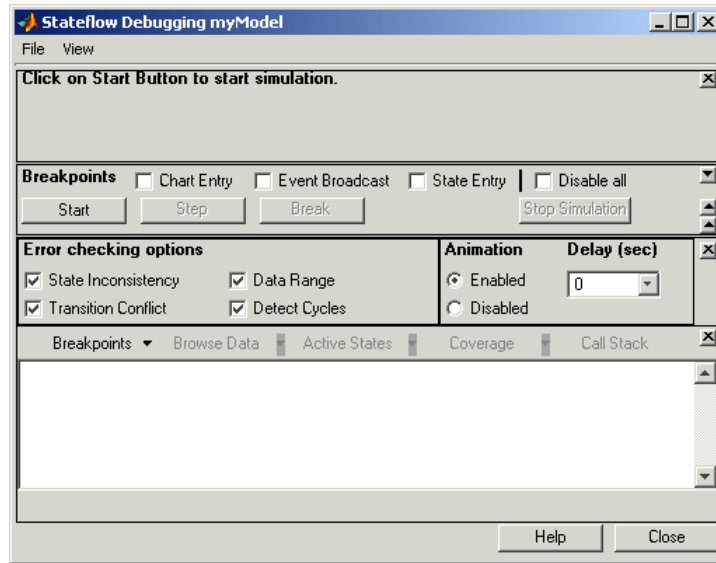 Stateflow Debugging myModel
File View
Click on Start Button to start simulation.
Breakpoints Chart Entry Event Broadcast State Entry Disable all
Start Step Break Stop Simulation
Error checking options Animation Delay (sec)
State Inconsistency Data Range Enabled 0
Transition Conflict Detect Cycles Disabled
Breakpoints Browse Data Active States Coverage Call Stack
Help Close